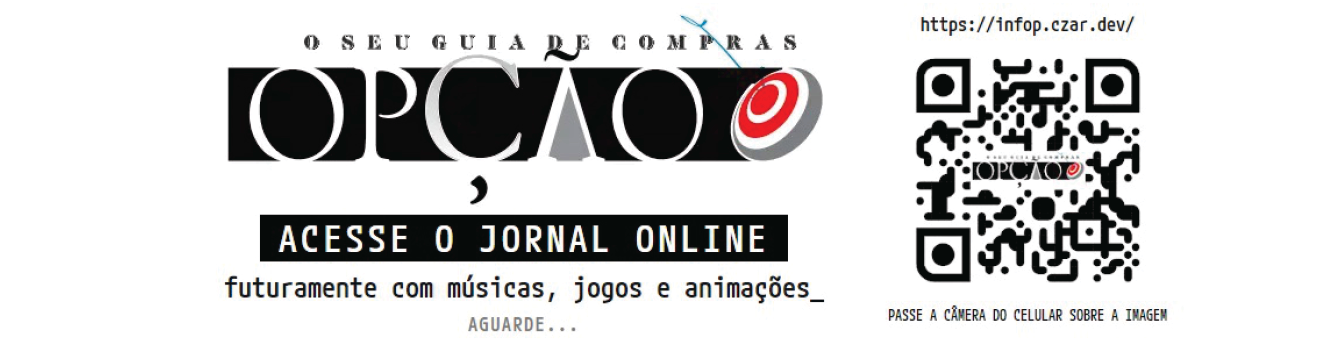 O SEU GUIA DE COMPRAS
OPÇÃO
ACESSE O JORNAL ONLINE
futuramente com músicas, jogos e animações_
AGUARDE...
https://infop.czar.dev/
O SEU GUIA DE COMPRAS
OPÇÃO
PASSE A CÂMERA DO CELULAR SOBRE A IMAGEM